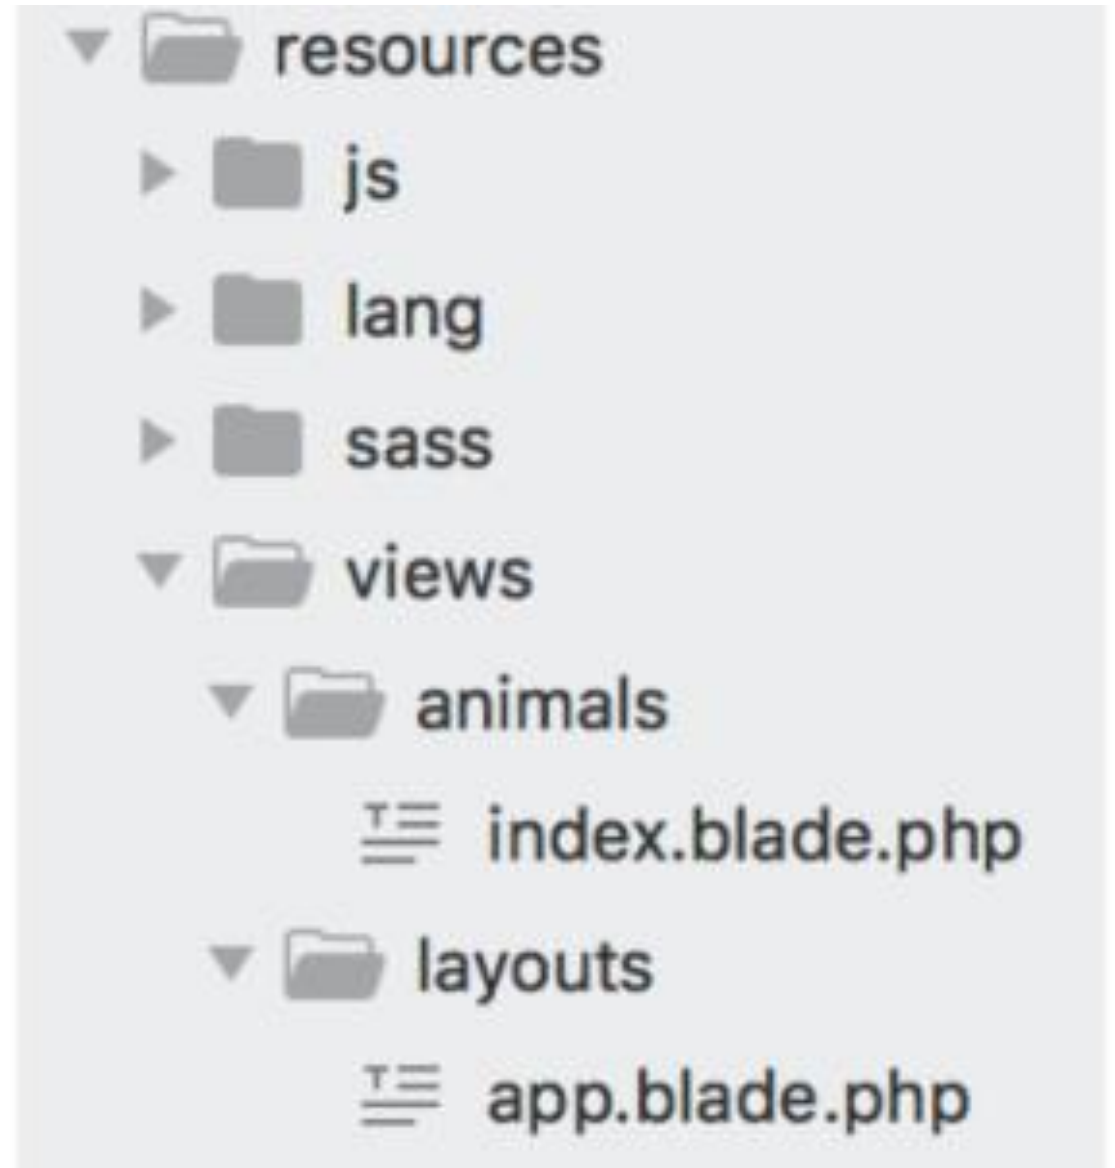 resources
js
lang
sass
views
animals
index.blade.php
layouts
app.blade.php